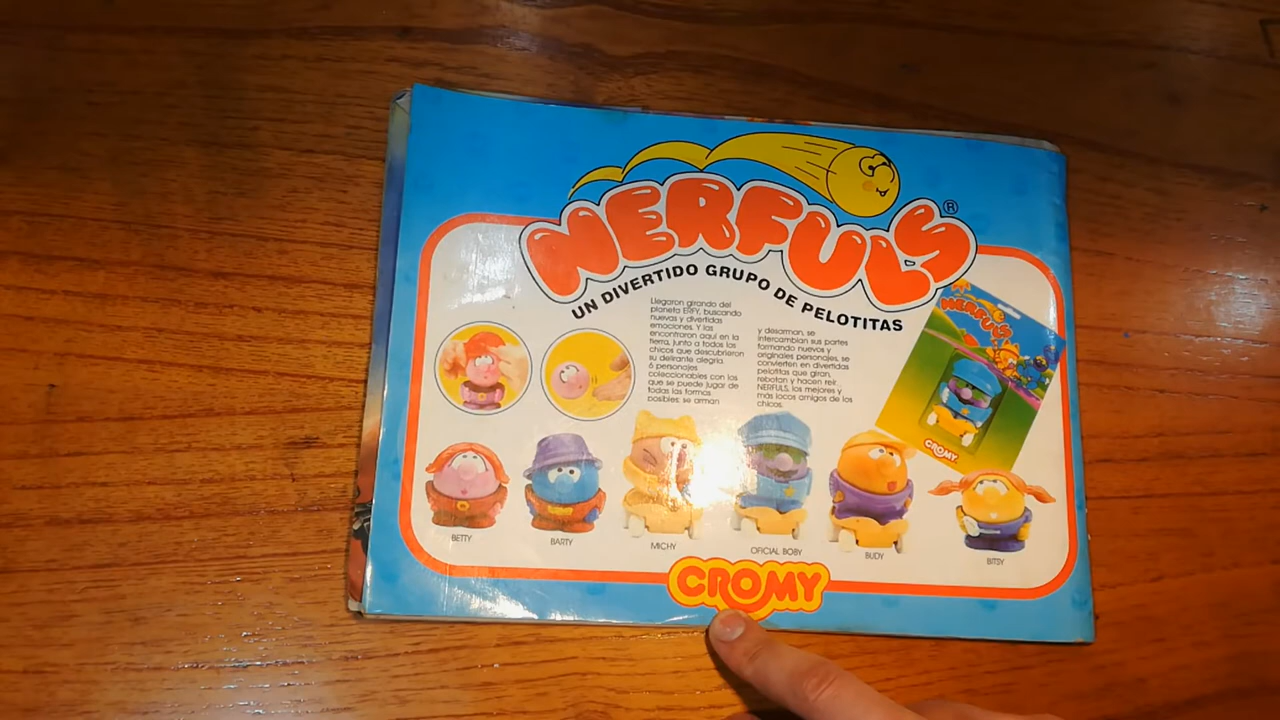 NERFULS®
UN DIVERTIDO GRUPO DE PELOTITAS
Llegaron girando del
planeta ERFY, buscando
nuevas y divertidas
emociones. Y las
encontraron aquí en la
tierra, junto a todos los
chicos que descubrieron
su delirante alegría.
6 personajes
coleccionables con los
que se puede jugar de
todas las formas
posibles: se arman
y desarman, se
intercambian sus partes
formando nuevos y
originales personajes, se
convierten en divertidas
pelotitas que giran,
rebotan y hacen reir.
NERFULS, los mejores y
más locos amigos de los
chicos.
NERFULS
CROMY
BETTY
BARTY
MICHY
OFICIAL BOBY
BUDY
BITSY
CROMY